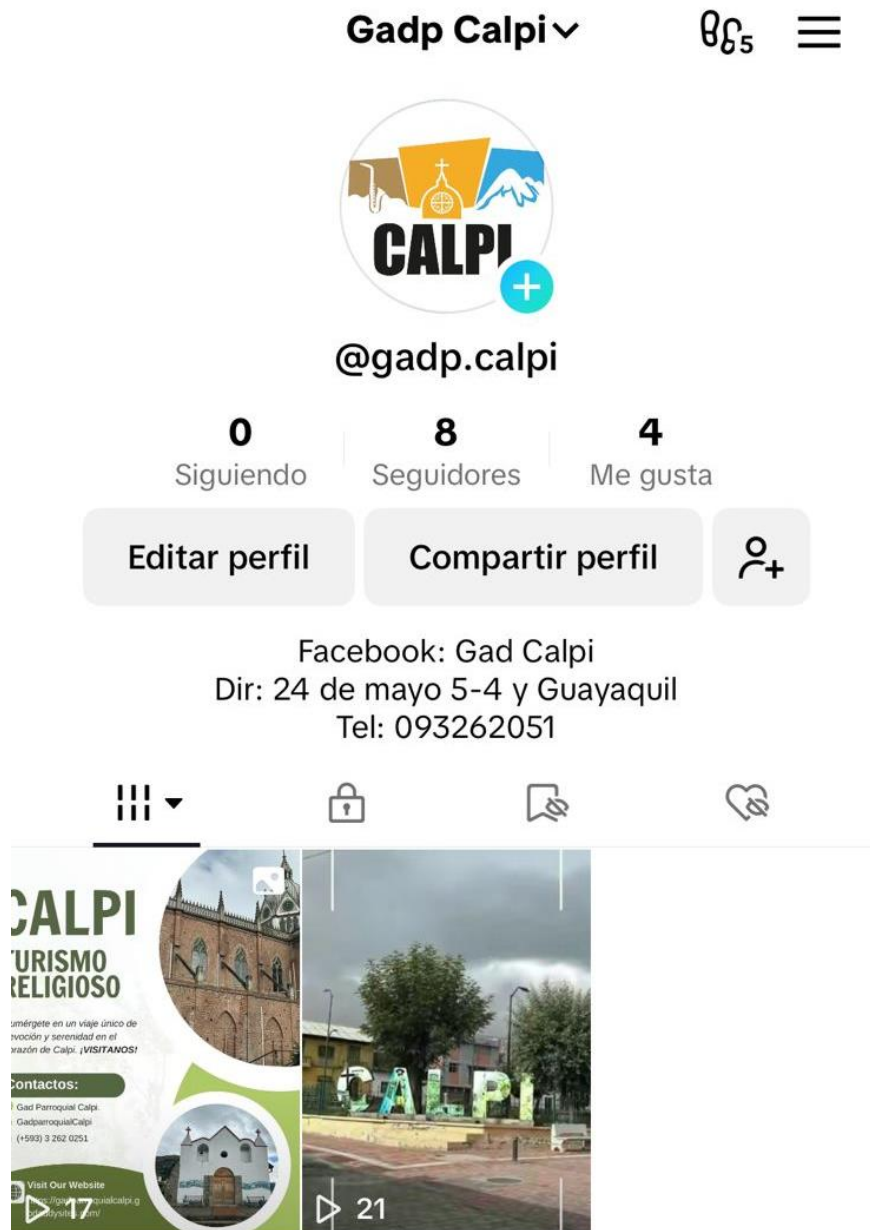 Gadp Calpi
5
CALPI
@gadp.calpi
0 8 4
Siguiendo Seguidores Me gusta
Editar perfil Compartir perfil
Facebook: Gad Calpi
Dir: 24 de mayo 5-4 y Guayaquil
Tel: 093262051
CALPI
TURISMO
RELIGIOSO
umérgete en un viaje único de
evoción y serenidad en el
orazón de Calpi. ¡VISITANOS!
Contactos:
Gad Parroquial Calpi.
GadparroquialCalpi
(+593) 3 262 0251
Visit Our Website
17
CALPI
21